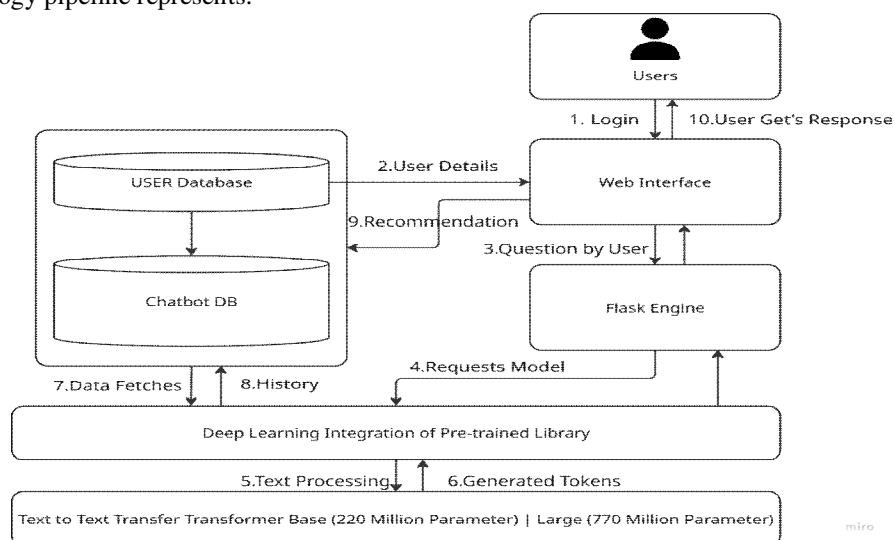 ogy pipeline represents.
Users
1. Login
10.User Get's Response
USER Database
2.User Details
Web Interface
9.Recommendation
3.Question by User
Chatbot DB
Flask Engine
4.Requests Model
7.Data Fetches
8.History
Deep Learning Integration of Pre-trained Library
5.Text Processing
6.Generated Tokens
Text to Text Transfer Transformer Base (220 Million Parameter) | Large (770 Million Parameter)
miro